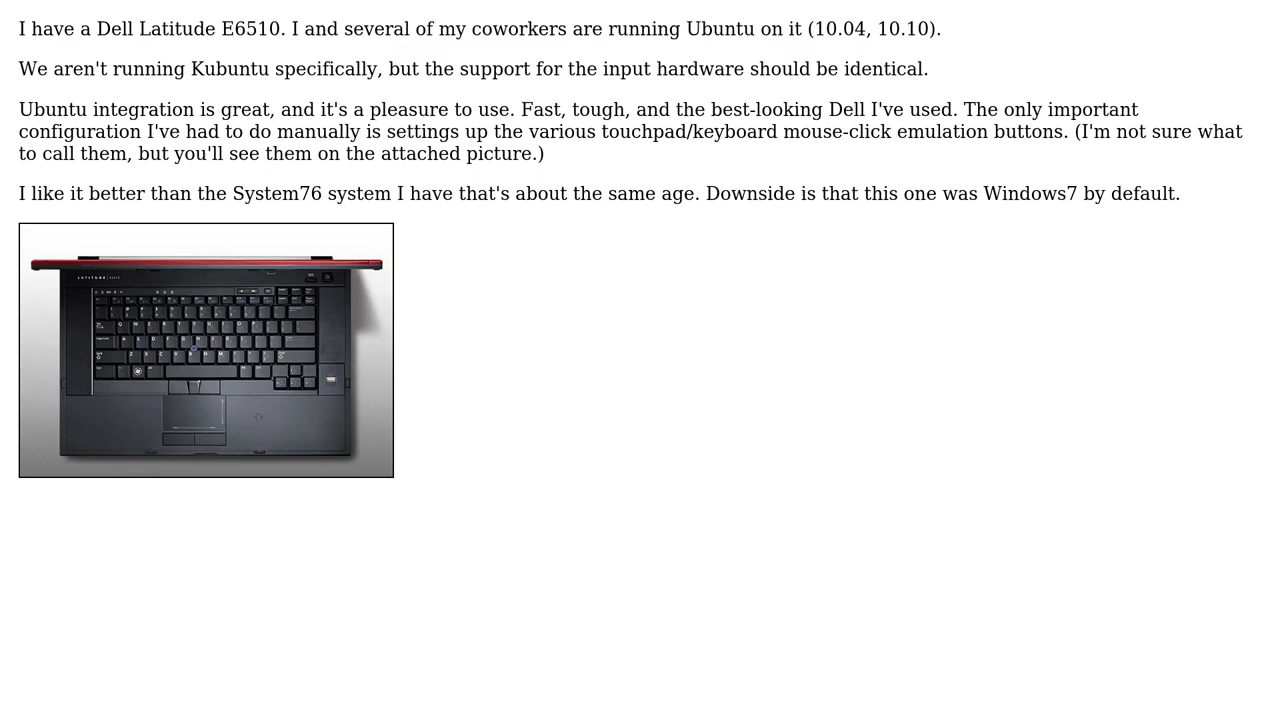 I have a Dell Latitude E6510. I and several of my coworkers are running Ubuntu on it (10.04, 10.10).
We aren't running Kubuntu specifically, but the support for the input hardware should be identical.
Ubuntu integration is great, and it's a pleasure to use. Fast, tough, and the best-looking Dell I've used. The only important
configuration I've had to do manually is settings up the various touchpad/keyboard mouse-click emulation buttons. (I'm not sure what
to call them, but you'll see them on the attached picture.)
I like it better than the System76 system I have that's about the same age. Downside is that this one was Windows7 by default.
LATITUDE